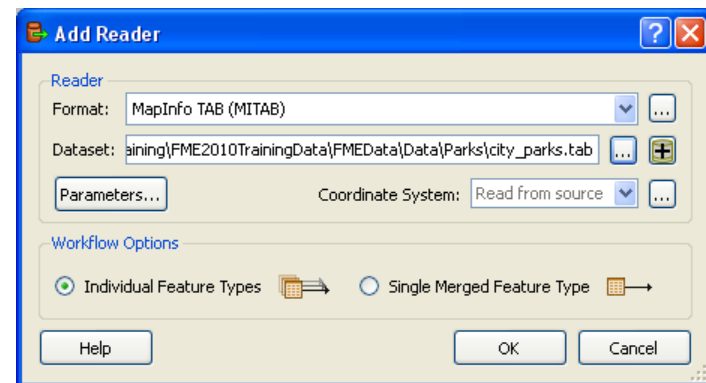 Add Reader
Reader
Format: MapInfo TAB (MITAB) ...
Dataset: aining\FME2010TrainingData\FMEData\Data\Parks\city_parks.tab ...
Parameters... Coordinate System: Read from source ...
Workflow Options
Individual Feature Types Single Merged Feature Type
Help OK Cancel